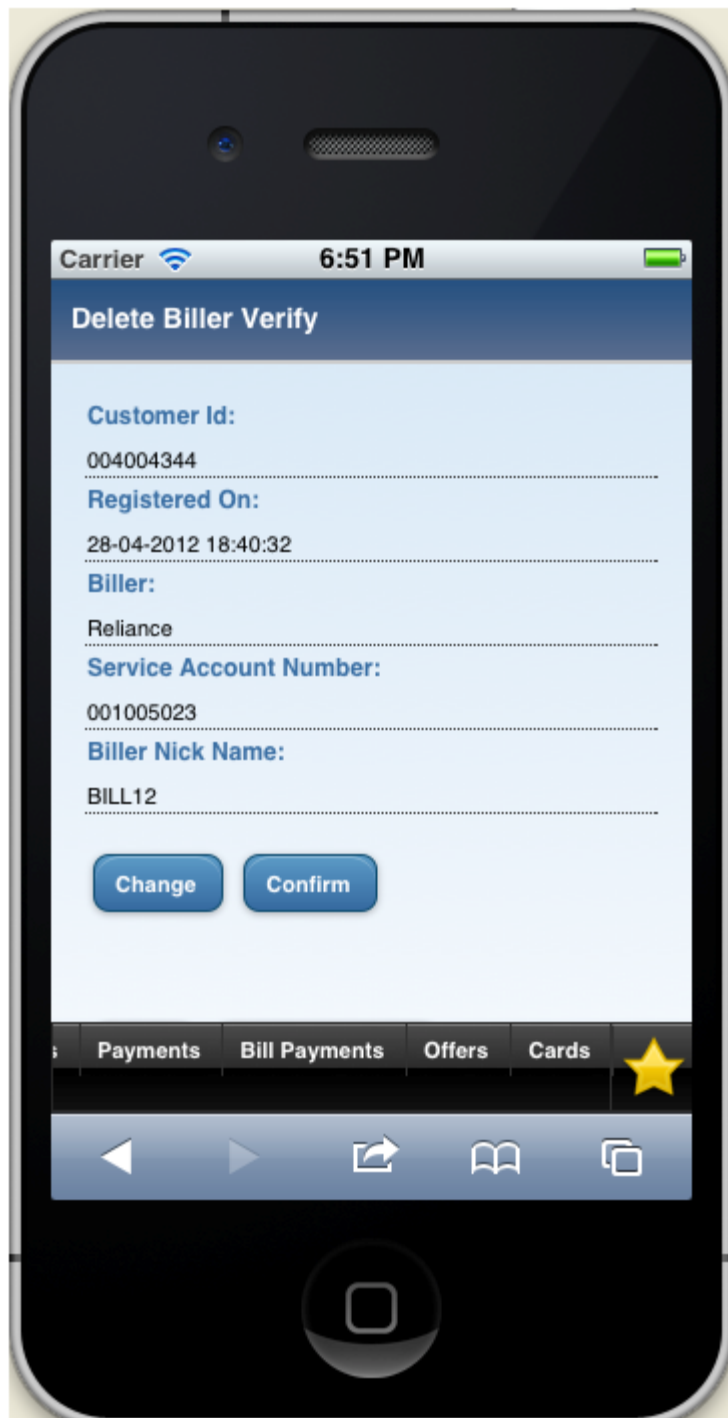 Carrier 6:51 PM
Delete Biller Verify
Customer Id:
004004344
Registered On:
28-04-2012 18:40:32
Biller:
Reliance
Service Account Number:
001005023
Biller Nick Name:
BILL12
Change Confirm
s Payments Bill Payments Offers Cards